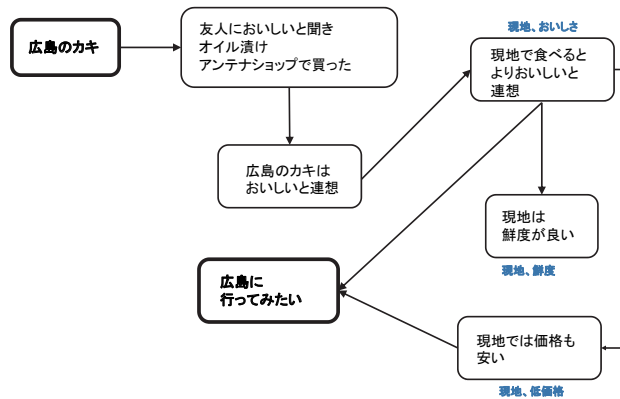 広島のカキ
友人においしいと聞き
オイル漬け
アンテナショップで買った
広島のカキは
おいしいと連想
現地、おいしさ
現地で食べると
よりおいしいと
連想
現地は
鮮度が良い
現地、鮮度
広島に
行ってみたい
現地では価格も
安い
現地、低価格